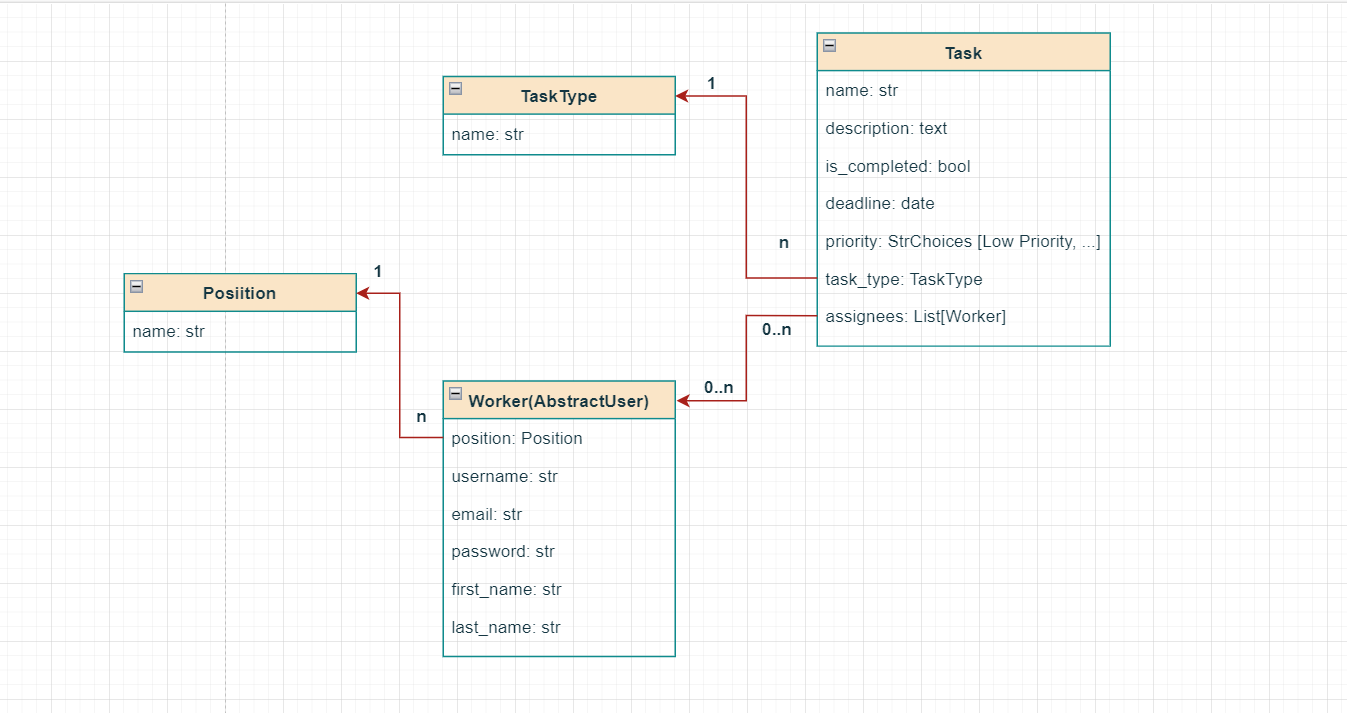 Task
name: str
description: text
is_completed: bool
deadline: date
priority: StrChoices [Low Priority, ...]
task_type: TaskType
assignees: List[Worker]
TaskType
name: str
1
n
0..n
0..n
Posiition
name: str
1
n
Worker(AbstractUser)
position: Position
username: str
email: str
password: str
first_name: str
last_name: str